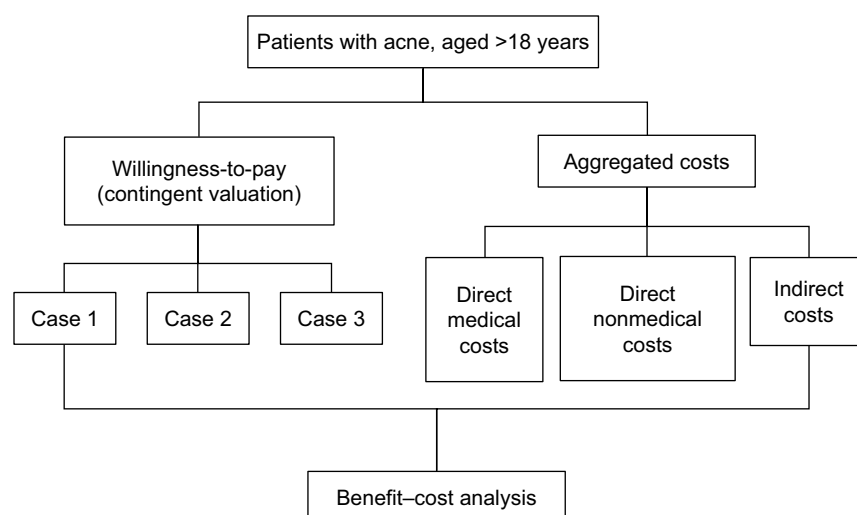 Patients with acne, aged >18 years
Willingness-to-pay
(contingent valuation)
Aggregated costs
Case 1
Case 2
Case 3
Direct
medical
costs
Direct
nonmedical
costs
Indirect
costs
Benefit–cost analysis